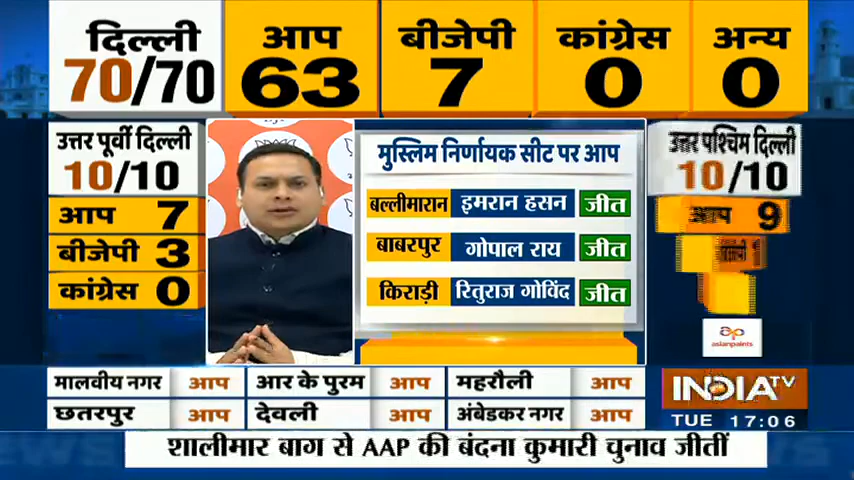 दिल्ली
70/70
आप
63
बीजेपी
7
कांग्रेस
0
अन्य
0
उत्तर पूर्वी दिल्ली
10/10
आप 7
बीजेपी 3
कांग्रेस 0
मुस्लिम निर्णायक सीट पर आप
बल्लीमारान इमरान हसन जीत
बाबरपुर गोपाल राय जीत
किराड़ी रितुराज गोविंद जीत
उत्तर पश्चिम दिल्ली
10/10
आप 9
asianpaints
मालवीय नगर आप आर के पुरम आप महरौली आप
छतरपुर आप देवली आप अंबेडकर नगर आप
INDIA TV
TUE 17:06
शालीमार बाग से AAP की बंदना कुमारी चुनाव जीतीं